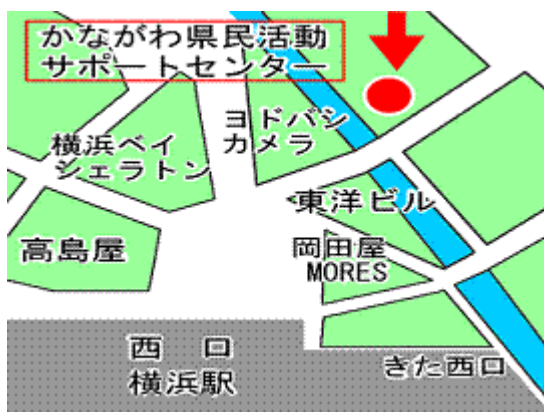 かながわ県民活動
サポートセンター
ヨドバシ
カメラ
横浜ベイ
シェラトン
東洋ビル
高島屋
岡田屋
MORES
西 口
横浜駅
きた西口